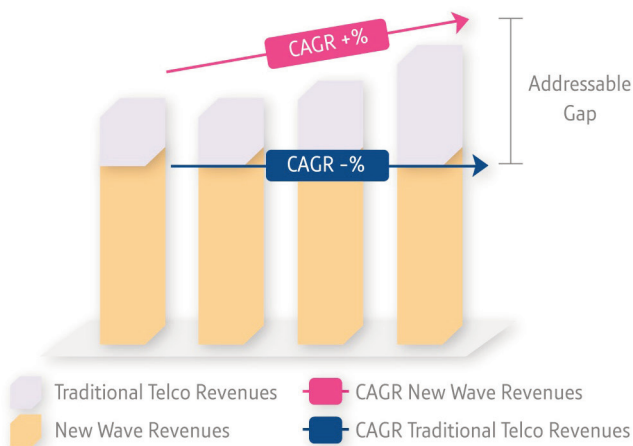 CAGR +%
Addressable
Gap
CAGR -%
Traditional Telco Revenues
CAGR New Wave Revenues
New Wave Revenues
CAGR Traditional Telco Revenues